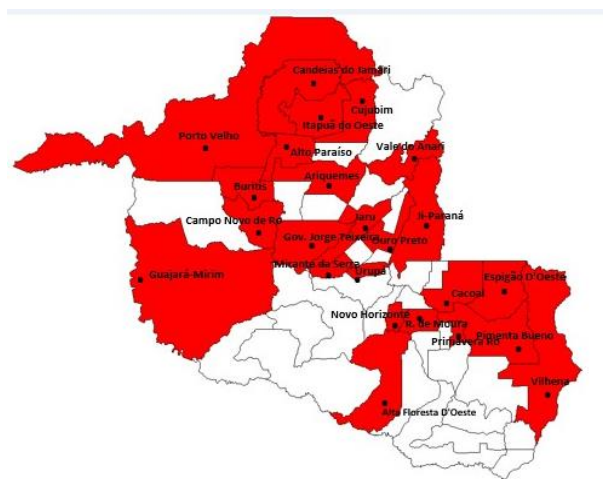 Candeias do Jamari
Cujubim
Itapuã do Oeste
Porto Velho
Alto Paraíso
Vale do Anari
Ariquemes
Buritis
Campo Novo de RO
Jaru
Ji-Paraná
Gov. Jorge Teixeira
Ouro Preto
Mirante da Serra
Urupá
Guajará-Mirim
Espigão D'Oeste
Cacoal
Novo Horizonte
R. de Moura
Pimenta Bueno
Primavera RO
Vilhena
Alta Floresta D'Oeste